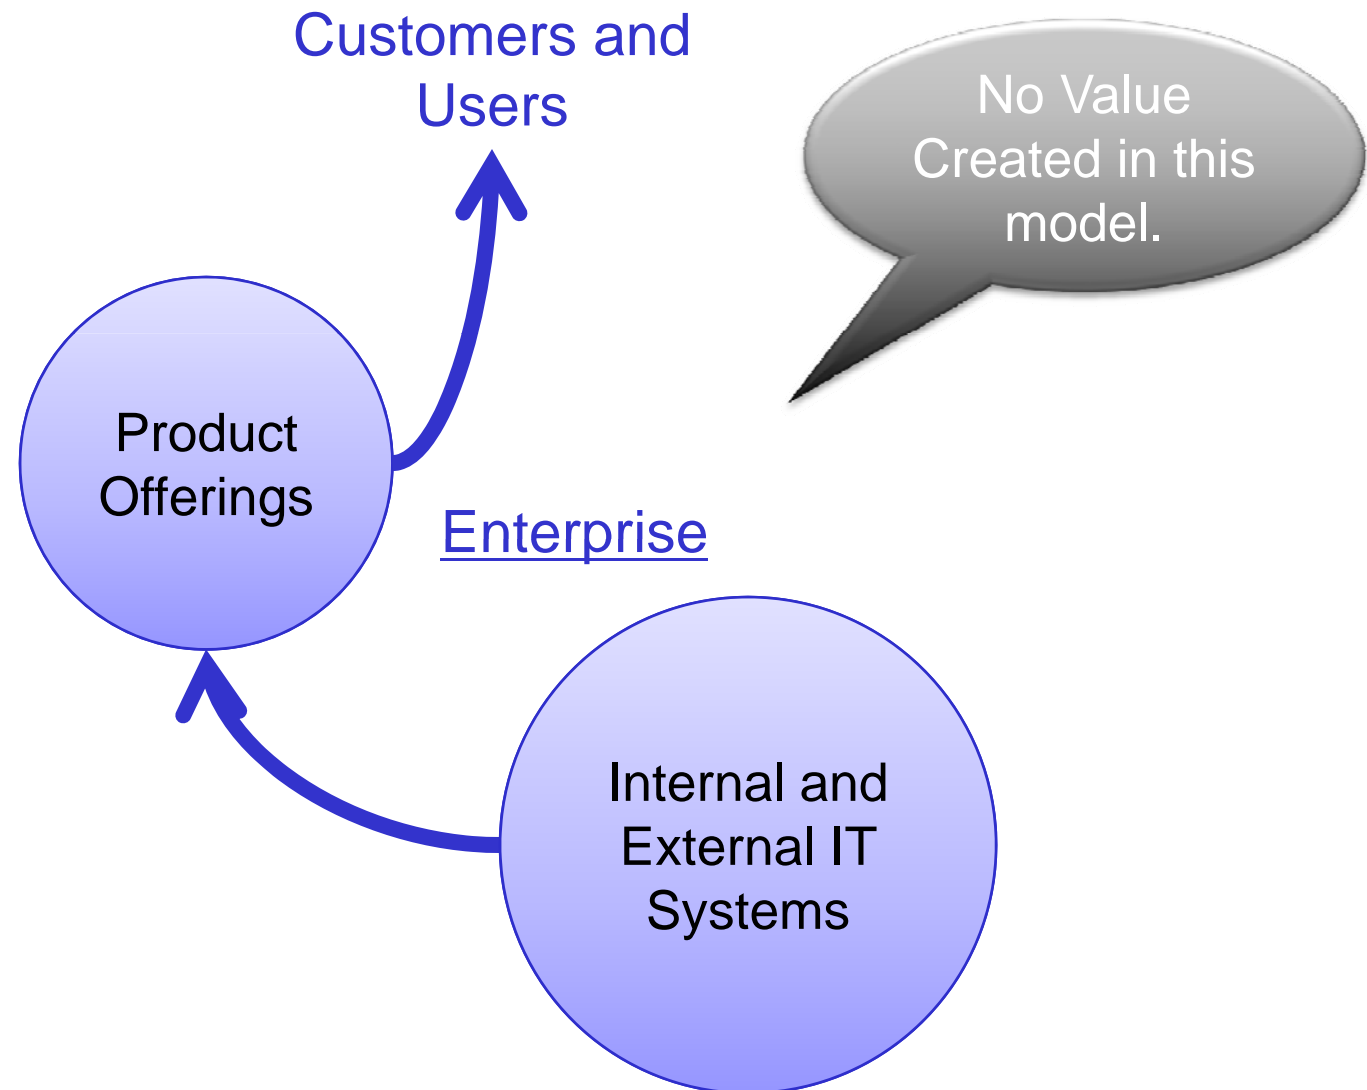 Customers and
Users
No Value
Created in this
model.
Product
Offerings
Enterprise
Internal and
External IT
Systems